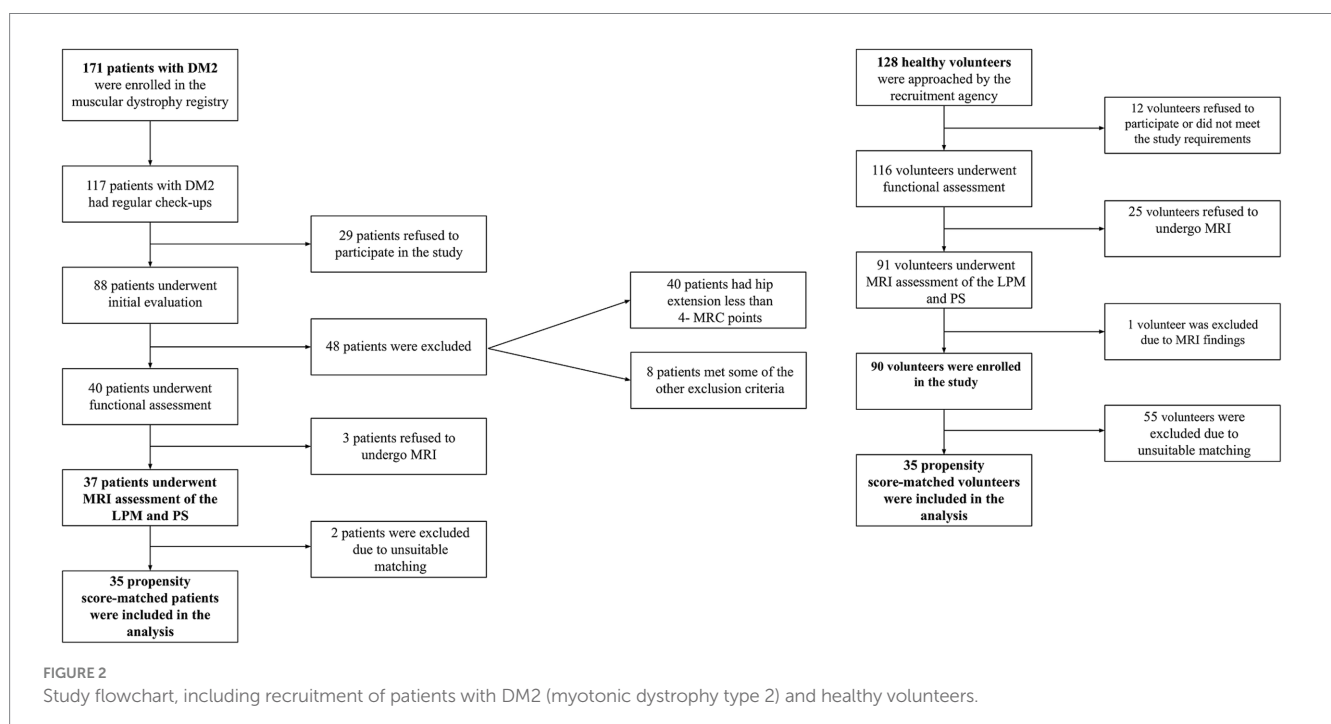 171 patients with DM2
were enrolled in the
muscular dystrophy registry
117 patients with DM2
had regular check-ups
29 patients refused to
participate in the study
88 patients underwent
initial evaluation
48 patients were excluded
40 patients had hip
extension less than
4- MRC points
8 patients met some of
the other exclusion criteria
40 patients underwent
functional assessment
3 patients refused to
undergo MRI
37 patients underwent
MRI assessment of the
LPM and PS
2 patients were excluded
due to unsuitable
matching
35 propensity
score-matched patients
were included in the
analysis
128 healthy volunteers
were approached by the
recruitment agency
12 volunteers refused to
participate or did not meet
the study requirements
116 volunteers underwent
functional assessment
25 volunteers refused to
undergo MRI
91 volunteers underwent
MRI assessment of the LPM
and PS
1 volunteer was excluded
due to MRI findings
90 volunteers were enrolled
in the study
55 volunteers were
excluded due to
unsuitable matching
35 propensity
score-matched volunteers
were included in the
analysis
FIGURE 2
Study flowchart, including recruitment of patients with DM2 (myotonic dystrophy type 2) and healthy volunteers.